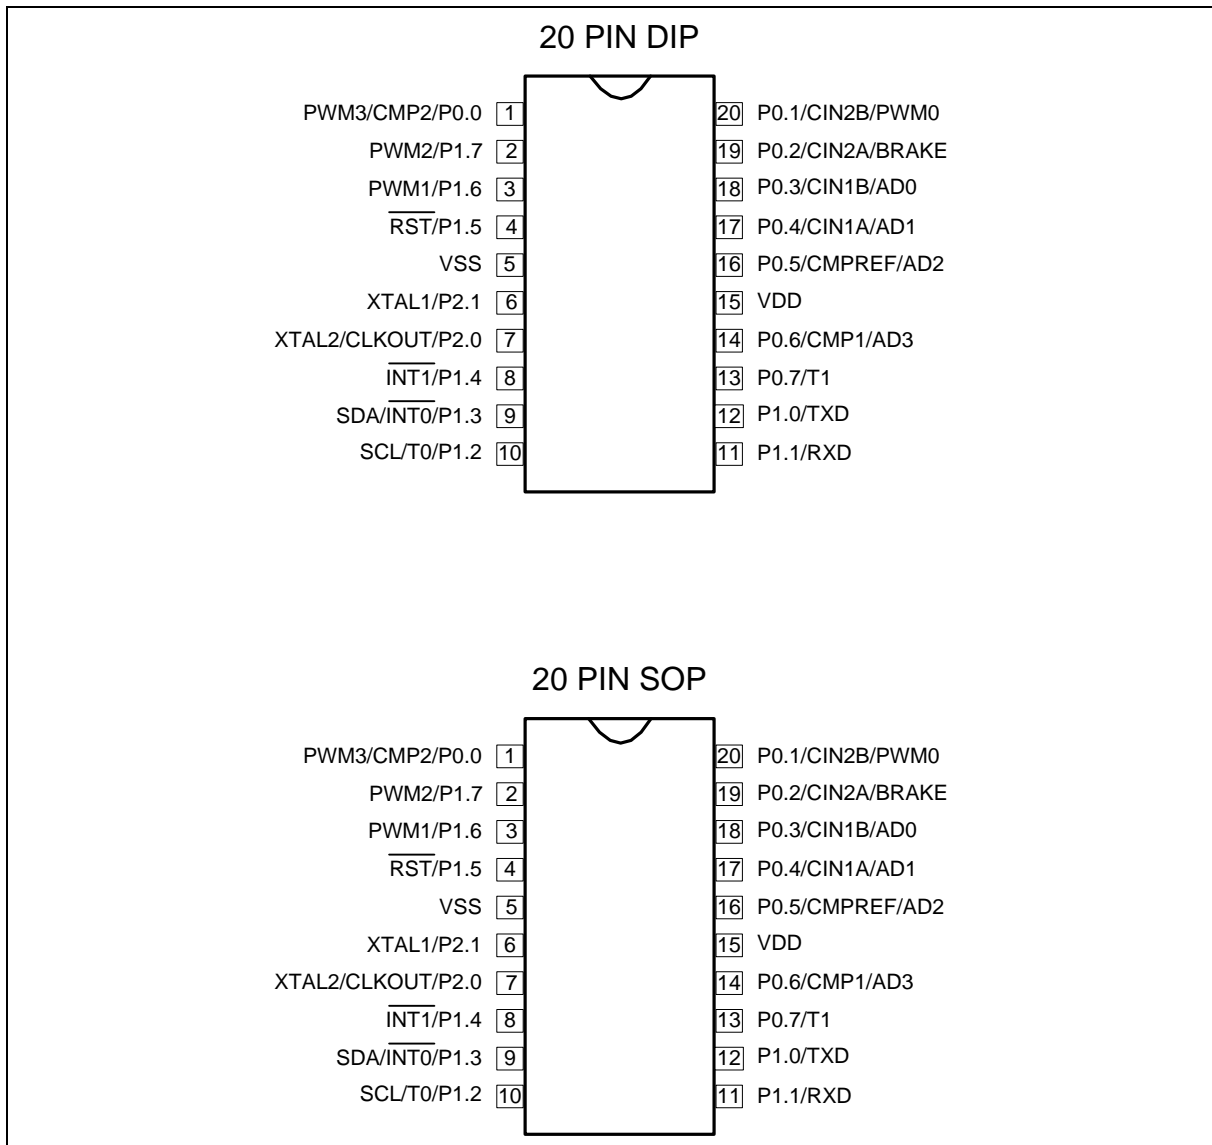 20 PIN DIP
PWM3/CMP2/P0.0 1 20 P0.1/CIN2B/PWM0
PWM2/P1.7 2 19 P0.2/CIN2A/BRAKE
PWM1/P1.6 3 18 P0.3/CIN1B/AD0
RST/P1.5 4 17 P0.4/CIN1A/AD1
VSS 5 16 P0.5/CMPREF/AD2
XTAL1/P2.1 6 15 VDD
XTAL2/CLKOUT/P2.0 7 14 P0.6/CMP1/AD3
INT1/P1.4 8 13 P0.7/T1
SDA/INT0/P1.3 9 12 P1.0/TXD
SCL/T0/P1.2 10 11 P1.1/RXD
20 PIN SOP
PWM3/CMP2/P0.0 1 20 P0.1/CIN2B/PWM0
PWM2/P1.7 2 19 P0.2/CIN2A/BRAKE
PWM1/P1.6 3 18 P0.3/CIN1B/AD0
RST/P1.5 4 17 P0.4/CIN1A/AD1
VSS 5 16 P0.5/CMPREF/AD2
XTAL1/P2.1 6 15 VDD
XTAL2/CLKOUT/P2.0 7 14 P0.6/CMP1/AD3
INT1/P1.4 8 13 P0.7/T1
SDA/INT0/P1.3 9 12 P1.0/TXD
SCL/T0/P1.2 10 11 P1.1/RXD